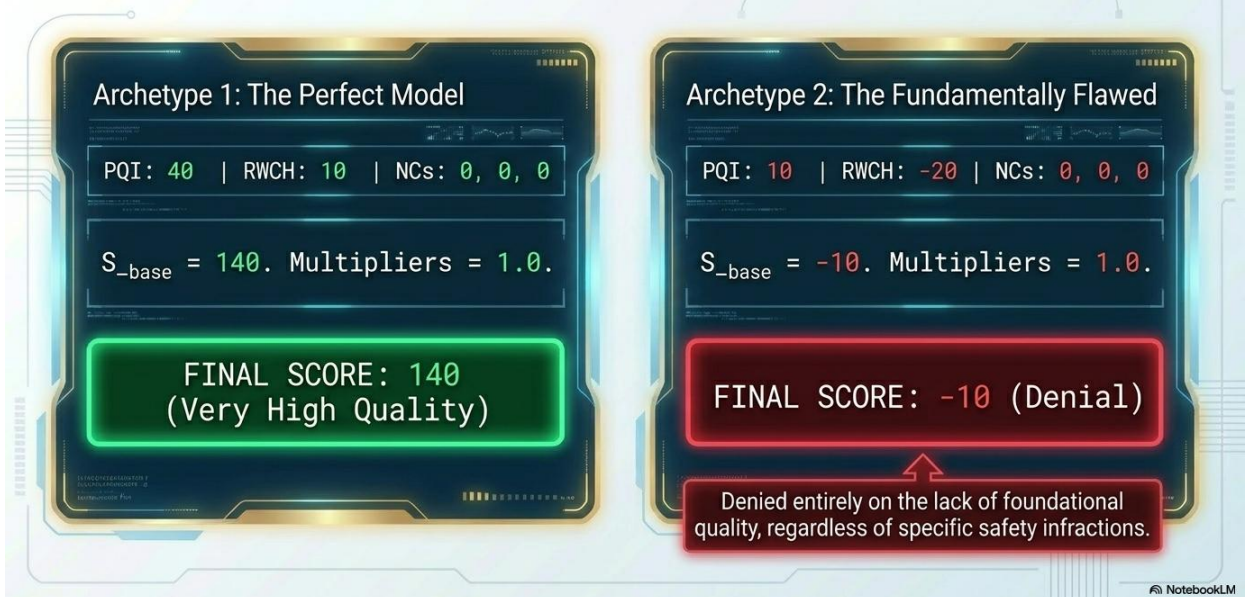 Archetype 1: The Perfect Model
PQI: 40 | RWCH: 10 | NCs: 0, 0, 0
S_base = 140. Multipliers = 1.0.
FINAL SCORE: 140
(Very High Quality)
Archetype 2: The Fundamentally Flawed
PQI: 10 | RWCH: -20 | NCs: 0, 0, 0
S_base = -10. Multipliers = 1.0.
FINAL SCORE: -10 (Denial)
Denied entirely on the lack of foundational
quality, regardless of specific safety infractions.
NotebookLM